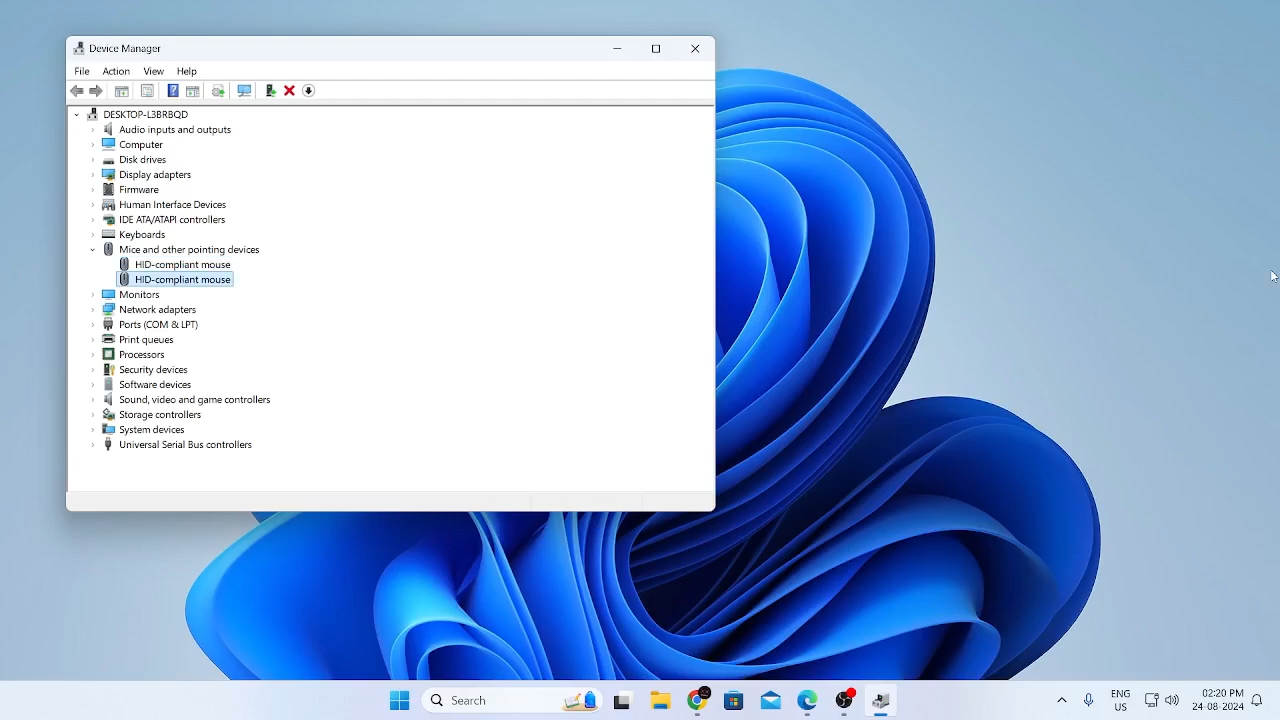 Device Manager
File Action View Help
DESKTOP-L3BRBQD
Audio inputs and outputs
Computer
Disk drives
Display adapters
Firmware
Human Interface Devices
IDE ATA/ATAPI controllers
Keyboards
Mice and other pointing devices
HID-compliant mouse
HID-compliant mouse
Monitors
Network adapters
Ports (COM & LPT)
Print queues
Processors
Security devices
Software devices
Sound, video and game controllers
Storage controllers
System devices
Universal Serial Bus controllers
Search
ENG
US
02:20 PM
24-08-2024